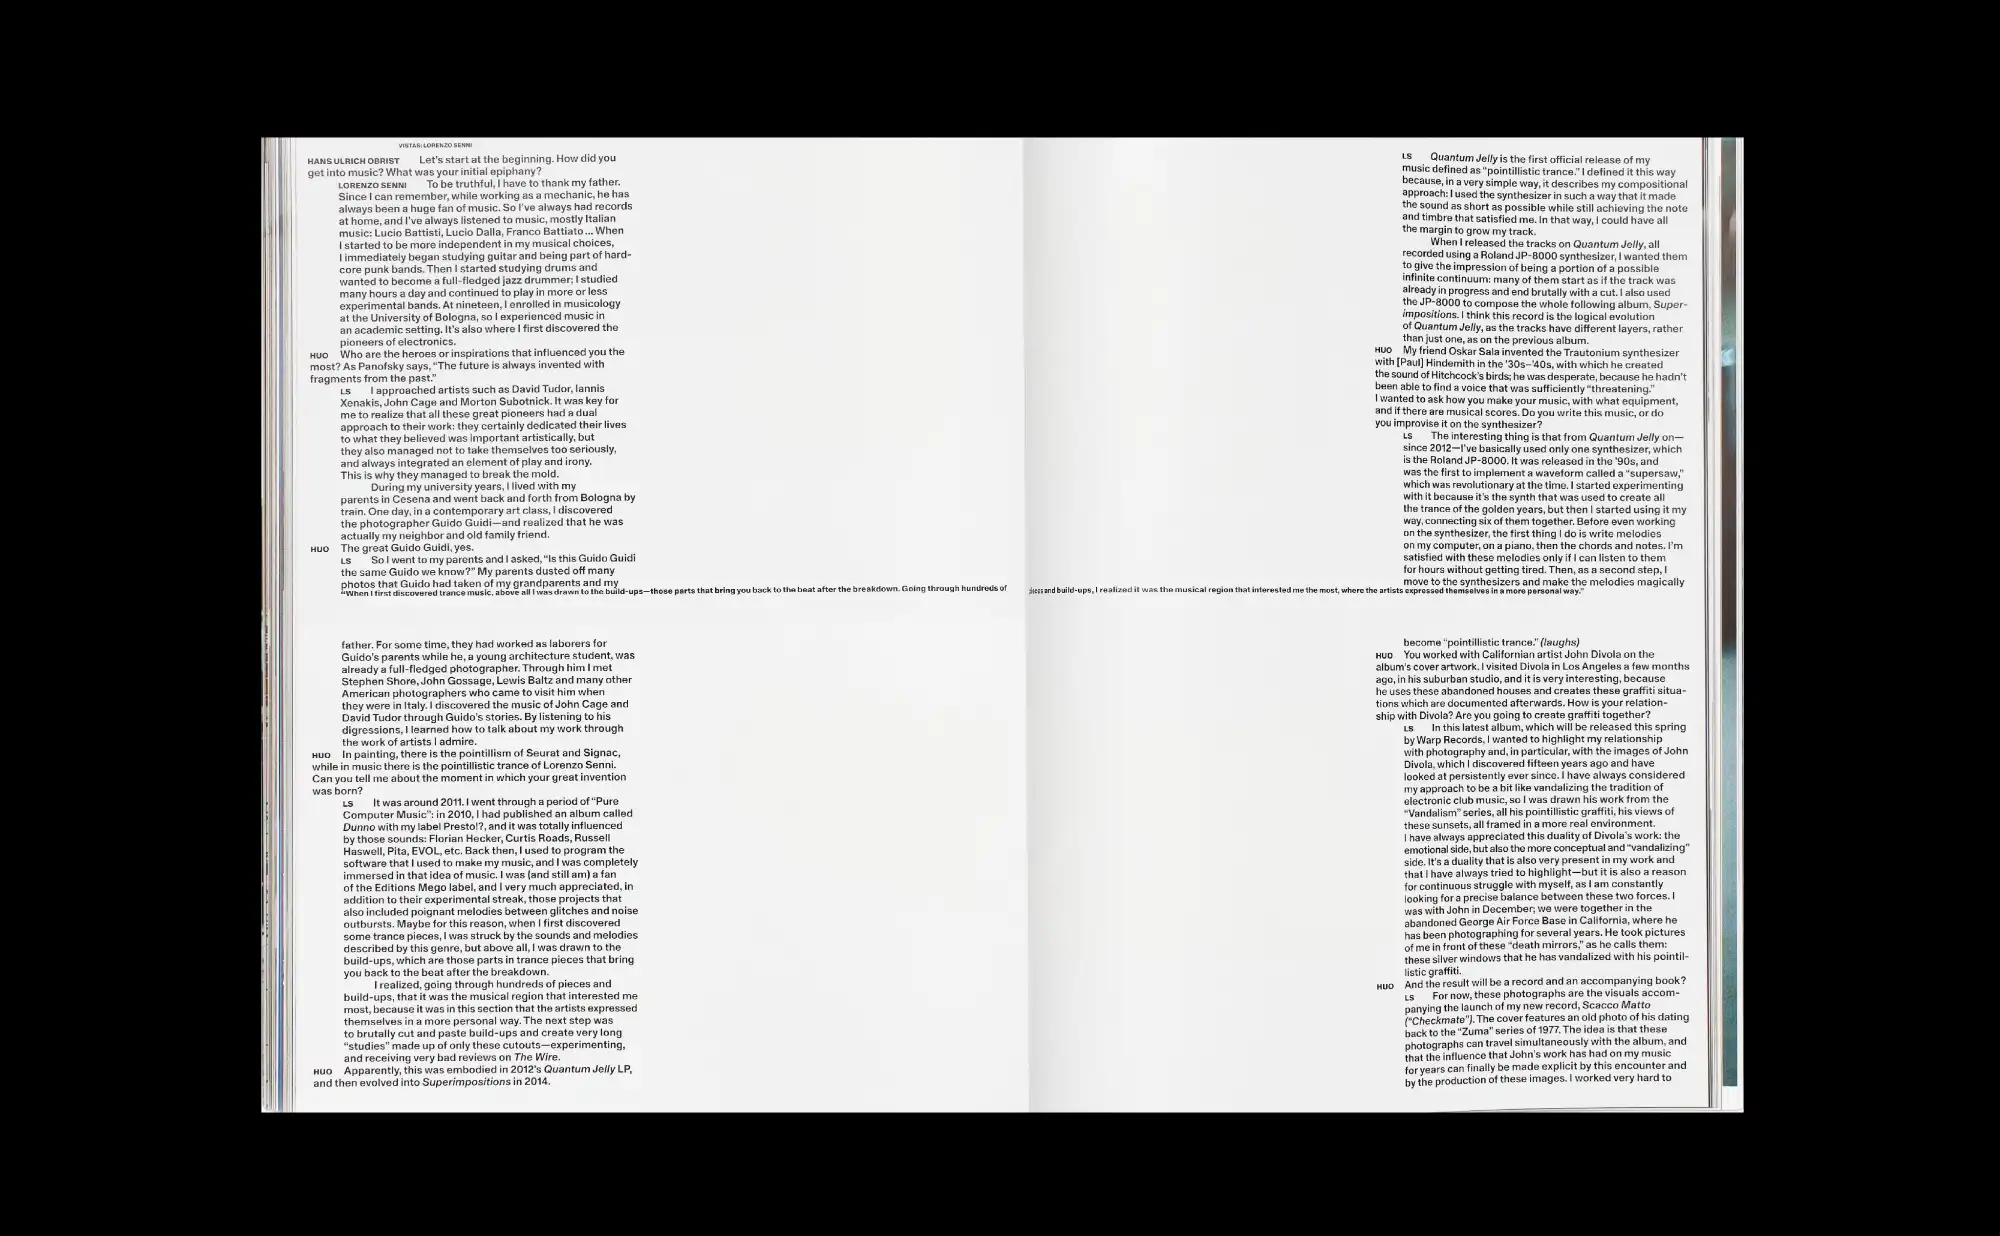 VISTAS: LORENZO SENNI
HANS ULRICH OBRIST Let's start at the beginning. How did you
get into music? What was your initial epiphany?
LORENZO SENNI To be truthful, I have to thank my father.
Since I can remember, while working as a mechanic, he has
always been a huge fan of music. So I've always had records
at home, and I've always listened to music, mostly Italian
music: Lucio Battisti, Lucio Dalla, Franco Battiato ... When
I started to be more independent in my musical choices,
I immediately began studying guitar and being part of hard-
core punk bands. Then I started studying drums and
wanted to become a full-fledged jazz drummer; I studied
many hours a day and continued to play in more or less
experimental bands. At nineteen, I enrolled in musicology
at the University of Bologna, so I experienced music in
an academic setting. It's also where I first discovered the
pioneers of electronics.
HUO Who are the heroes or inspirations that influenced you the
most? As Panofsky says, “The future is always invented with
fragments from the past.”
LS I approached artists such as David Tudor, Iannis
Xenakis, John Cage and Morton Subotnick. It was key for
me to realize that all these great pioneers had a dual
approach to their work: they certainly dedicated their lives
to what they believed was important artistically, but
they also managed not to take themselves too seriously,
and always integrated an element of play and irony.
This is why they managed to break the mold.
During my university years, I lived with my
parents in Cesena and went back and forth from Bologna by
train. One day, in a contemporary art class, I discovered
the photographer Guido Guidi—and realized that he was
actually my neighbor and old family friend.
HUO The great Guido Guidi, yes.
LS So I went to my parents and I asked, “Is this Guido Guidi
the same Guido we know?” My parents dusted off many
photos that Guido had taken of my grandparents and my
“When I first discovered trance music, above all I was drawn to the build-ups—those parts that bring you back to the beat after the breakdown. Going through hundreds of
father. For some time, they had worked as laborers for
Guido's parents while he, a young architecture student, was
already a full-fledged photographer. Through him I met
Stephen Shore, John Gossage, Lewis Baltz and many other
American photographers who came to visit him when
they were in Italy. I discovered the music of John Cage and
David Tudor through Guido's stories. By listening to his
digressions, I learned how to talk about my work through
the work of artists I admire.
HUO In painting, there is the pointillism of Seurat and Signac,
while in music there is the pointillistic trance of Lorenzo Senni.
Can you tell me about the moment in which your great invention
was born?
LS It was around 2011. I went through a period of “Pure
Computer Music”: in 2010, I had published an album called
Dunno with my label Presto!?, and it was totally influenced
by those sounds: Florian Hecker, Curtis Roads, Russell
Haswell, Pita, EVOL, etc. Back then, I used to program the
software that I used to make my music, and I was completely
immersed in that idea of music. I was (and still am) a fan
of the Editions Mego label, and I very much appreciated, in
addition to their experimental streak, those projects that
also included poignant melodies between glitches and noise
outbursts. Maybe for this reason, when I first discovered
some trance pieces, I was struck by the sounds and melodies
described by this genre, but above all, I was drawn to the
build-ups, which are those parts in trance pieces that bring
you back to the beat after the breakdown.
I realized, going through hundreds of pieces and
build-ups, that it was the musical region that interested me
most, because it was in this section that the artists expressed
themselves in a more personal way. The next step was
to brutally cut and paste build-ups and create very long
“studies” made up of only these cutouts—experimenting,
and receiving very bad reviews on The Wire.
HUO Apparently, this was embodied in 2012's Quantum Jelly LP,
and then evolved into Superimpositions in 2014.
LS Quantum Jelly is the first official release of my
music defined as “pointillistic trance.” I defined it this way
because, in a very simple way, it describes my compositional
approach: I used the synthesizer in such a way that it made
the sound as short as possible while still achieving the note
and timbre that satisfied me. In that way, I could have all
the margin to grow my track.
When I released the tracks on Quantum Jelly, all
recorded using a Roland JP-8000 synthesizer, I wanted them
to give the impression of being a portion of a possible
infinite continuum: many of them start as if the track was
already in progress and end brutally with a cut. I also used
the JP-8000 to compose the whole following album, Super-
impositions. I think this record is the logical evolution
of Quantum Jelly, as the tracks have different layers, rather
than just one, as on the previous album.
HUO My friend Oskar Sala invented the Trautonium synthesizer
with [Paul] Hindemith in the '30s–'40s, with which he created
the sound of Hitchcock's birds; he was desperate, because he hadn't
been able to find a voice that was sufficiently “threatening.”
I wanted to ask how you make your music, with what equipment,
and if there are musical scores. Do you write this music, or do
you improvise it on the synthesizer?
LS The interesting thing is that from Quantum Jelly on—
since 2012—I've basically used only one synthesizer, which
is the Roland JP-8000. It was released in the '90s, and
was the first to implement a waveform called a “supersaw,”
which was revolutionary at the time. I started experimenting
with it because it's the synth that was used to create all
the trance of the golden years, but then I started using it my
way, connecting six of them together. Before even working
on the synthesizer, the first thing I do is write melodies
on my computer, on a piano, then the chords and notes. I'm
satisfied with these melodies only if I can listen to them
for hours without getting tired. Then, as a second step, I
move to the synthesizers and make the melodies magically
and build-ups, I realized it was the musical region that interested me the most, where the artists expressed themselves in a more personal way.”
become “pointillistic trance.” (laughs)
HUO You worked with Californian artist John Divola on the
album's cover artwork. I visited Divola in Los Angeles a few months
ago, in his suburban studio, and it is very interesting, because
he uses these abandoned houses and creates these graffiti situa-
tions which are documented afterwards. How is your relation-
ship with Divola? Are you going to create graffiti together?
LS In this latest album, which will be released this spring
by Warp Records, I wanted to highlight my relationship
with photography and, in particular, with the images of John
Divola, which I discovered fifteen years ago and have
looked at persistently ever since. I have always considered
my approach to be a bit like vandalizing the tradition of
electronic club music, so I was drawn his work from the
“Vandalism” series, all his pointillistic graffiti, his views of
these sunsets, all framed in a more real environment.
I have always appreciated this duality of Divola's work: the
emotional side, but also the more conceptual and “vandalizing”
side. It's a duality that is also very present in my work and
that I have always tried to highlight—but it is also a reason
for continuous struggle with myself, as I am constantly
looking for a precise balance between these two forces. I
was with John in December; we were together in the
abandoned George Air Force Base in California, where he
has been photographing for several years. He took pictures
of me in front of these “death mirrors,” as he calls them:
these silver windows that he has vandalized with his pointil-
listic graffiti.
HUO And the result will be a record and an accompanying book?
LS For now, these photographs are the visuals accom-
panying the launch of my new record, Scacco Matto
(“Checkmate”). The cover features an old photo of his dating
back to the “Zuma” series of 1977. The idea is that these
photographs can travel simultaneously with the album, and
that the influence that John's work has had on my music
for years can finally be made explicit by this encounter and
by the production of these images. I worked very hard to